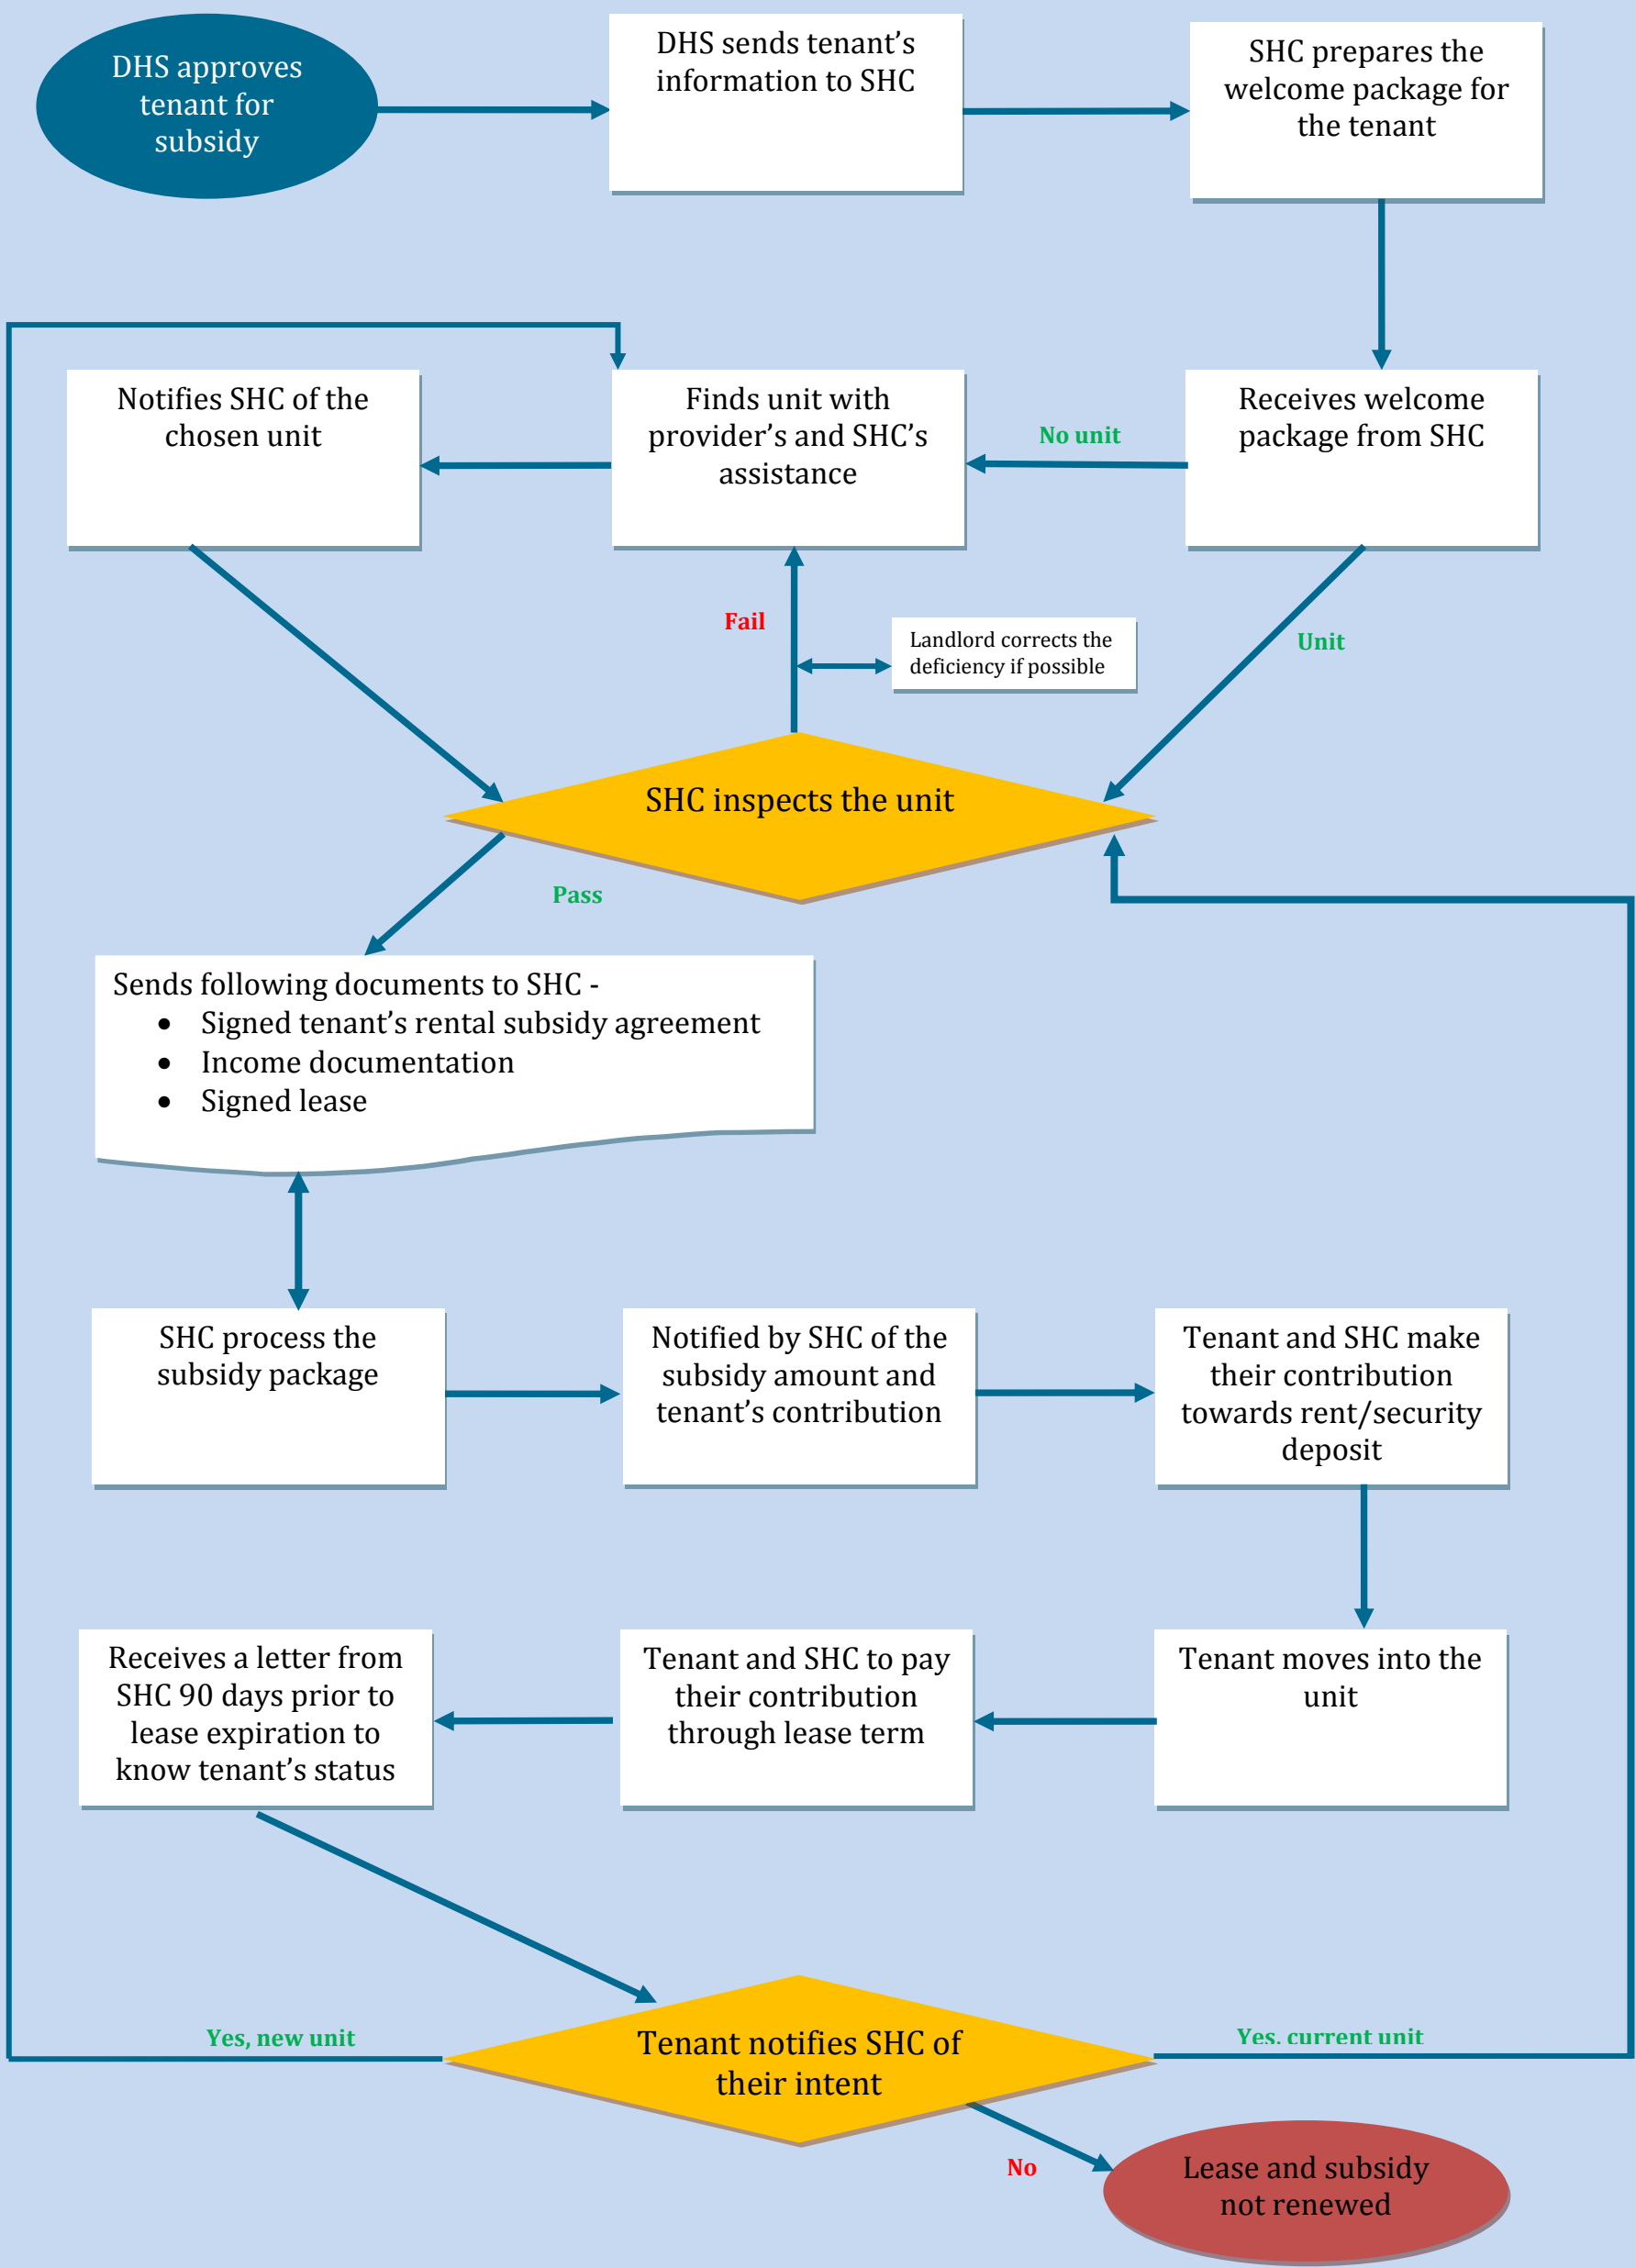 DHS approves
tenant for
subsidy
DHS sends tenant’s
information to SHC
SHC prepares the
welcome package for
the tenant
Notifies SHC of the
chosen unit
Finds unit with
provider’s and SHC’s
assistance
No unit
Receives welcome
package from SHC
Fail
Landlord corrects the
deficiency if possible
Unit
SHC inspects the unit
Pass
Sends following documents to SHC -
• Signed tenant’s rental subsidy agreement
• Income documentation
• Signed lease
SHC process the
subsidy package
Notified by SHC of the
subsidy amount and
tenant’s contribution
Tenant and SHC make
their contribution
towards rent/security
deposit
Receives a letter from
SHC 90 days prior to
lease expiration to
know tenant’s status
Tenant and SHC to pay
their contribution
through lease term
Tenant moves into the
unit
Yes, new unit
Tenant notifies SHC of
their intent
Yes, current unit
No
Lease and subsidy
not renewed